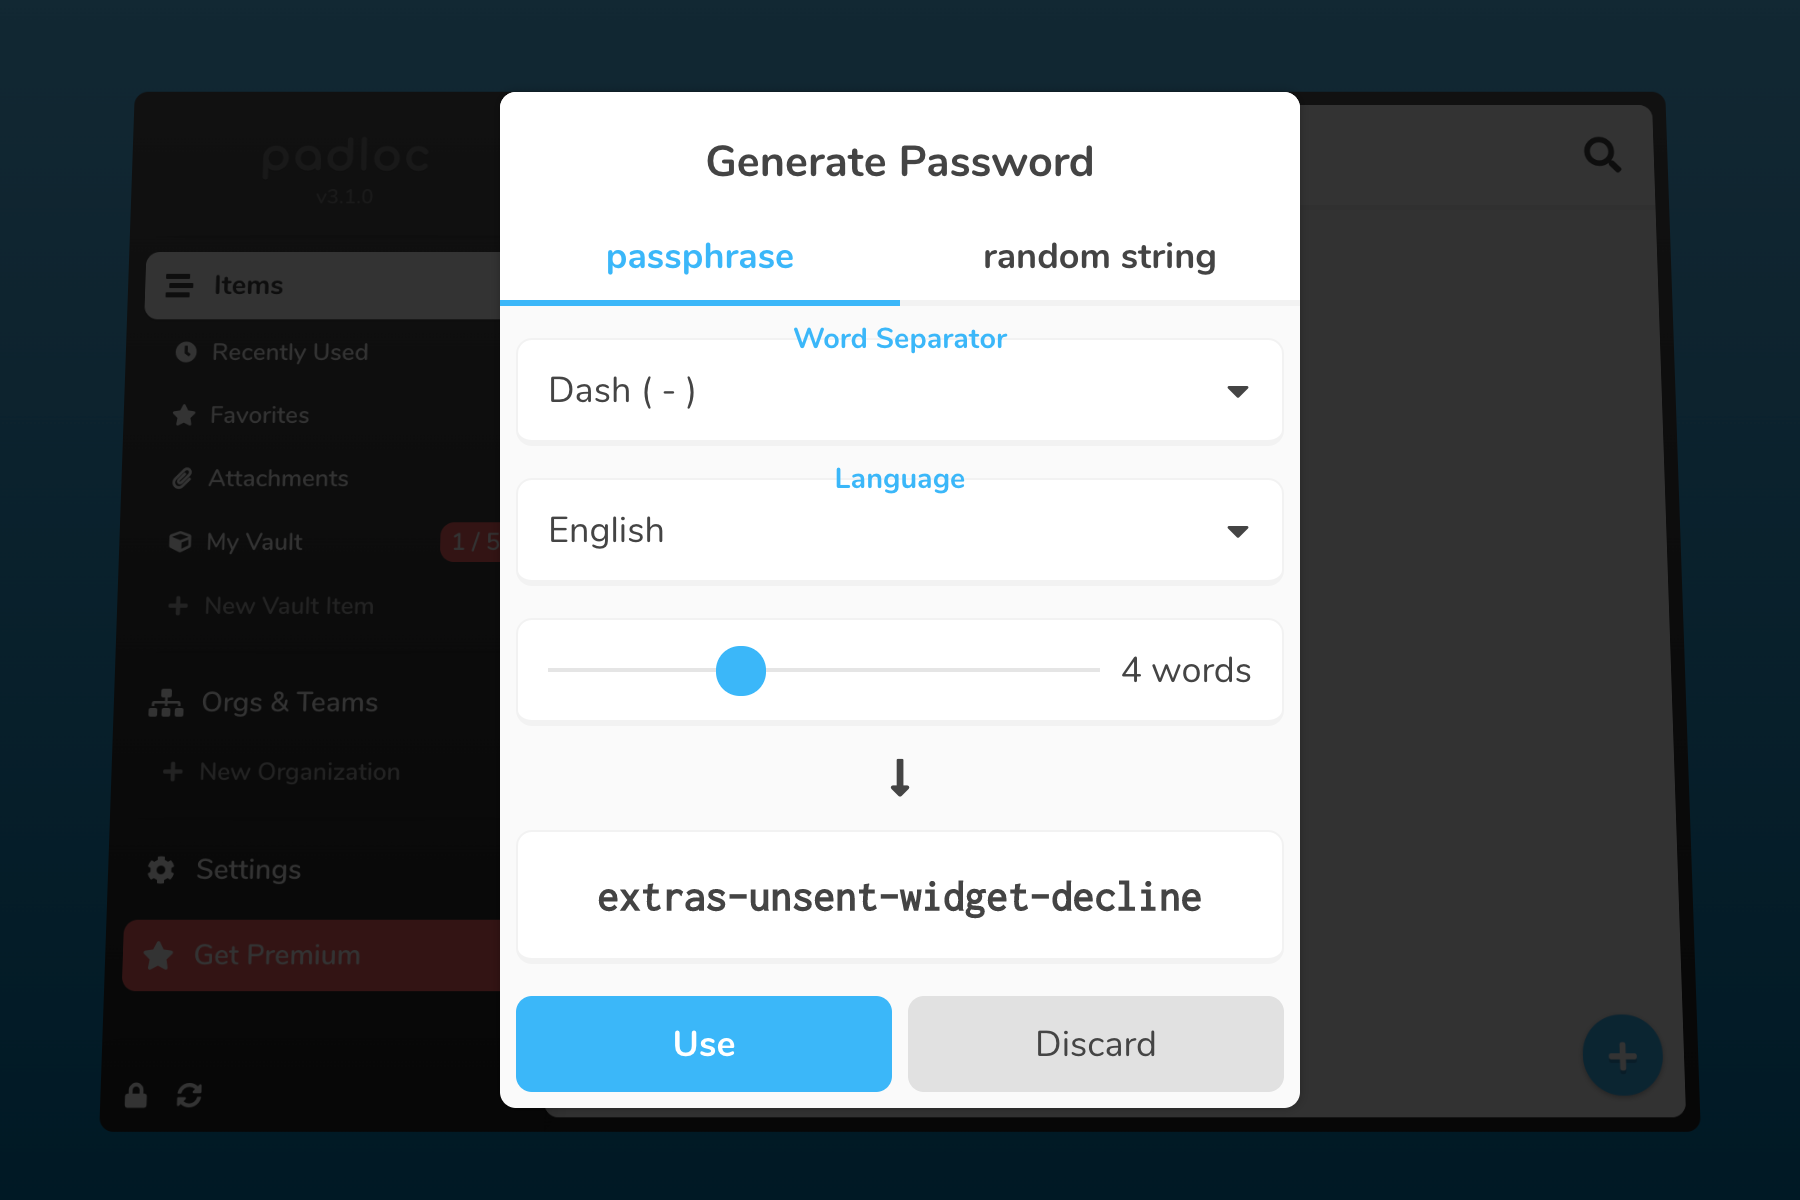 padloc
v3.1.0
Items
Recently Used
Favorites
Attachments
My Vault
1 / 5
New Vault Item
Orgs & Teams
New Organization
Settings
Get Premium
Generate Password
passphrase
random string
Word Separator
Dash ( - )
Language
English
4 words
extras-unsent-widget-decline
Use
Discard